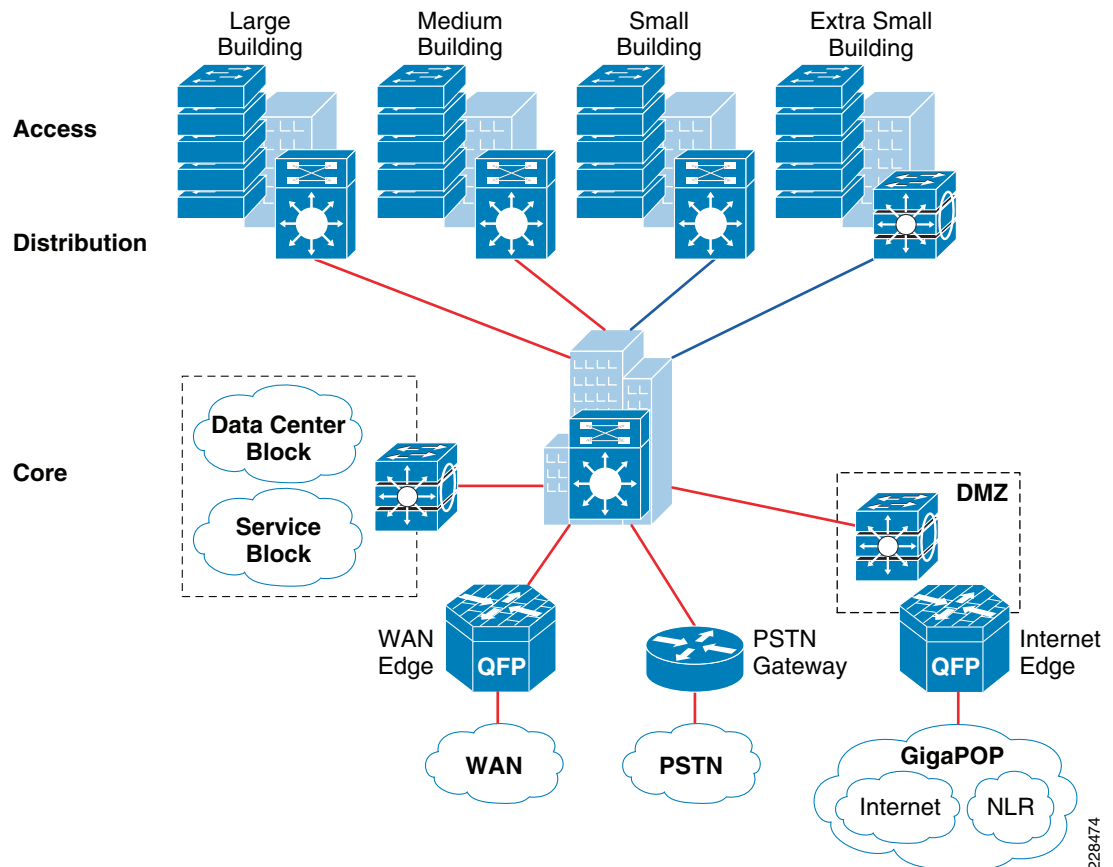 Large
Building
Medium
Building
Small
Building
Extra Small
Building
Access
Distribution
Core
Data Center
Block
Service
Block
DMZ
WAN
Edge
QFP
PSTN
Gateway
QFP
Internet
Edge
WAN
PSTN
GigaPOP
Internet
NLR
228474